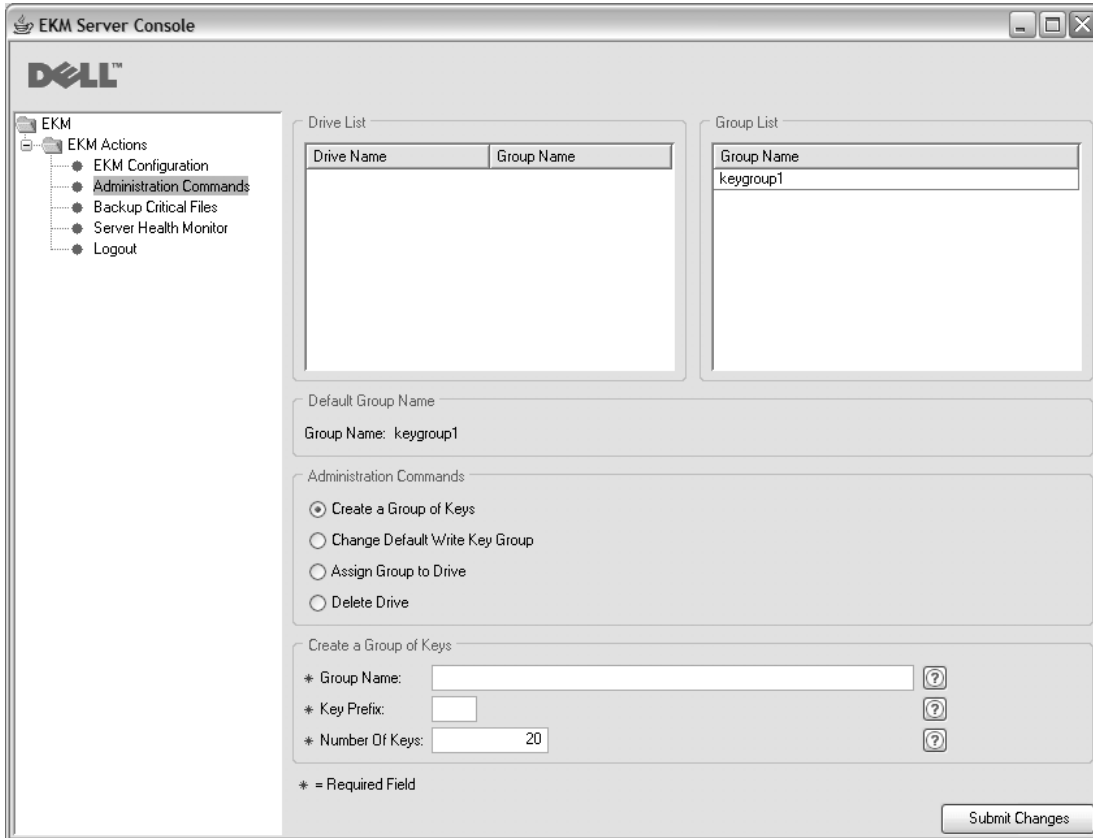 EKM Server Console
DELL™
EKM
EKM Actions
EKM Configuration
Administration Commands
Backup Critical Files
Server Health Monitor
Logout
Drive List
Drive Name
Group Name
Group List
Group Name
keygroup1
Default Group Name
Group Name: keygroup1
Administration Commands
Create a Group of Keys
Change Default Write Key Group
Assign Group to Drive
Delete Drive
Create a Group of Keys
* Group Name:
?
* Key Prefix:
?
* Number Of Keys: 20
?
* = Required Field
Submit Changes